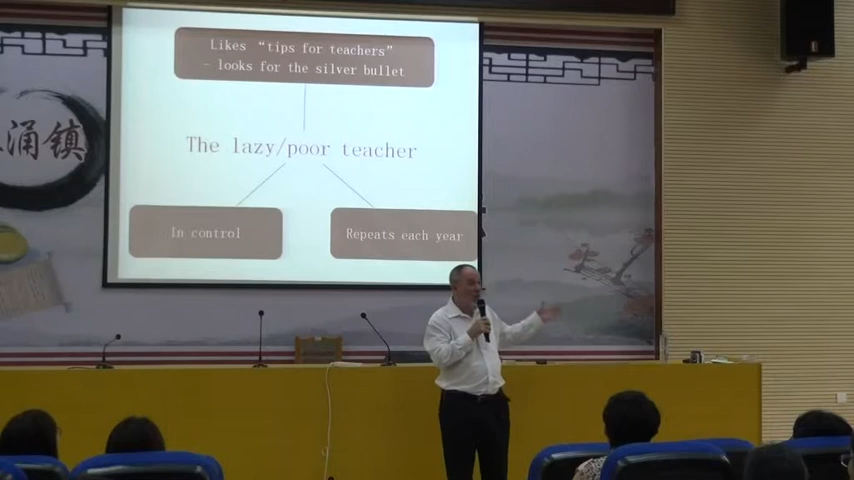 Likes “tips for teachers”
- looks for the silver bullet
The lazy/poor teacher
In control
Repeats each year
涌镇